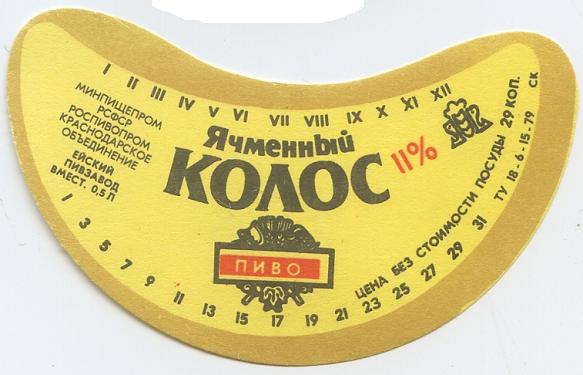 I II III IV V VI VII VIII IX X XI XII
МИНПИЩЕПРОМ
РСФСР
РОСПИВОПРОМ
КРАСНОДАРСКОЕ
ОБЪЕДИНЕНИЕ
ЕЙСКИЙ
ПИВЗАВОД
ВМЕСТ. 0,5 Л
Ячменный
КОЛОС
11%
ПИВО
ЦЕНА БЕЗ СТОИМОСТИ ПОСУДЫ 29 КОП.
ТУ 18-6-15-79 СК
1 3 5 7 9 11 13 15 17 19 21 23 25 27 29 31